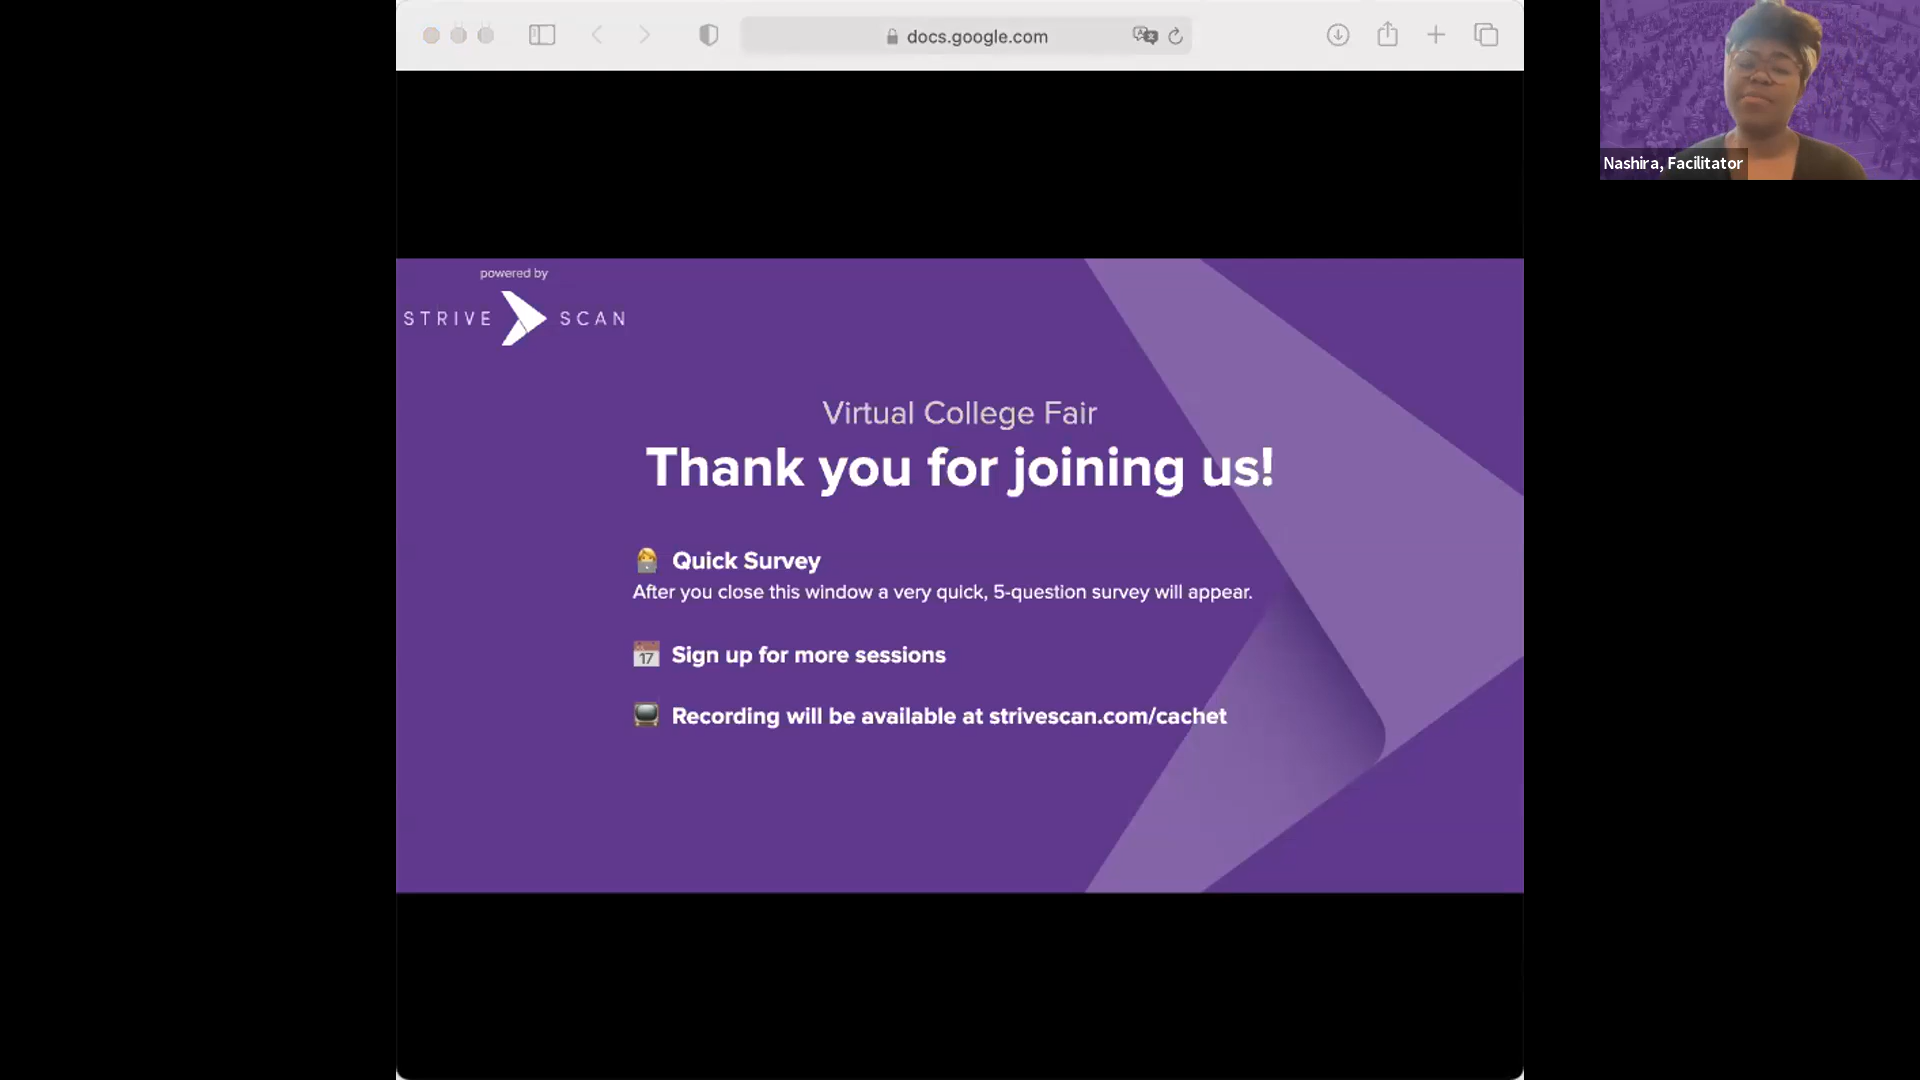 docs.google.com
Nashira, Facilitator
powered by
STRIVE SCAN
Virtual College Fair
Thank you for joining us!
Quick Survey
After you close this window a very quick, 5-question survey will appear.
17 Sign up for more sessions
Recording will be available at strivescan.com/cachet